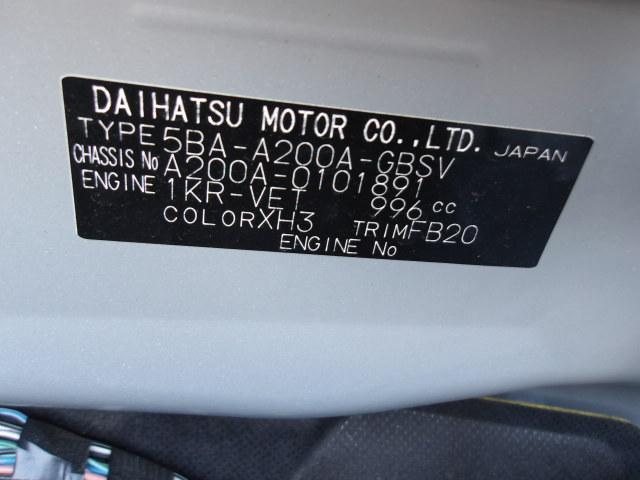 DAIHATSU MOTOR CO.,LTD. JAPAN
TYPE 5BA-A200A-GBSV
CHASSIS No A200A-0101891
ENGINE 1KR-VET 996 cc
COLOR XH3 TRIM FB20
ENGINE No